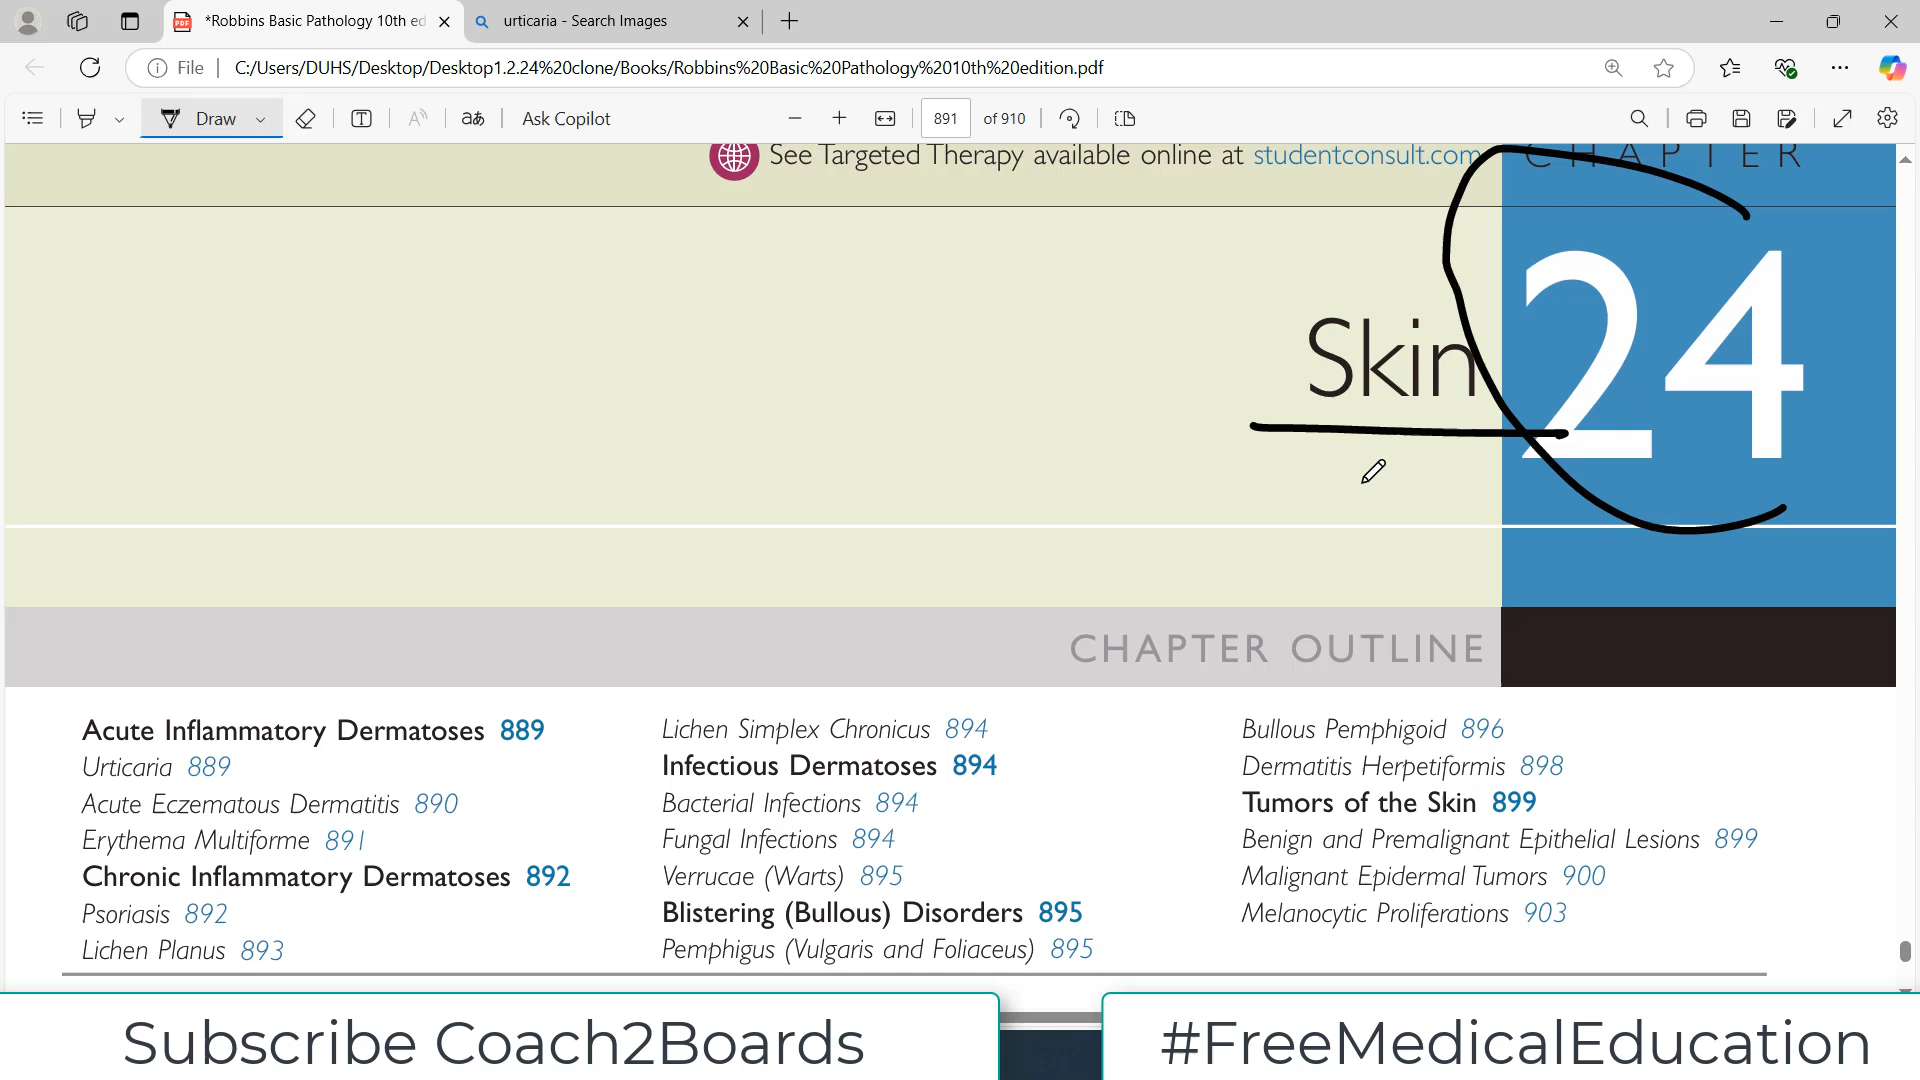 *Robbins Basic Pathology 10th ed
urticaria - Search Images
File
C:/Users/DUHS/Desktop/Desktop1.2.24%20clone/Books/Robbins%20Basic%20Pathology%2010th%20edition.pdf
Draw
T
A
aあ
Ask Copilot
891
of 910
See Targeted Therapy available online at studentconsult.com
CHAPTER
24
Skin
CHAPTER OUTLINE
Acute Inflammatory Dermatoses 889
Urticaria 889
Acute Eczematous Dermatitis 890
Erythema Multiforme 891
Chronic Inflammatory Dermatoses 892
Psoriasis 892
Lichen Planus 893
Lichen Simplex Chronicus 894
Infectious Dermatoses 894
Bacterial Infections 894
Fungal Infections 894
Verrucae (Warts) 895
Blistering (Bullous) Disorders 895
Pemphigus (Vulgaris and Foliaceus) 895
Bullous Pemphigoid 896
Dermatitis Herpetiformis 898
Tumors of the Skin 899
Benign and Premalignant Epithelial Lesions 899
Malignant Epidermal Tumors 900
Melanocytic Proliferations 903
Subscribe Coach2Boards
#FreeMedicalEducation